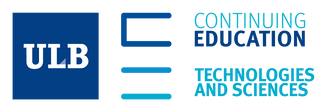 ULB
CONTINUING
EDUCATION
TECHNOLOGIES
AND SCIENCES